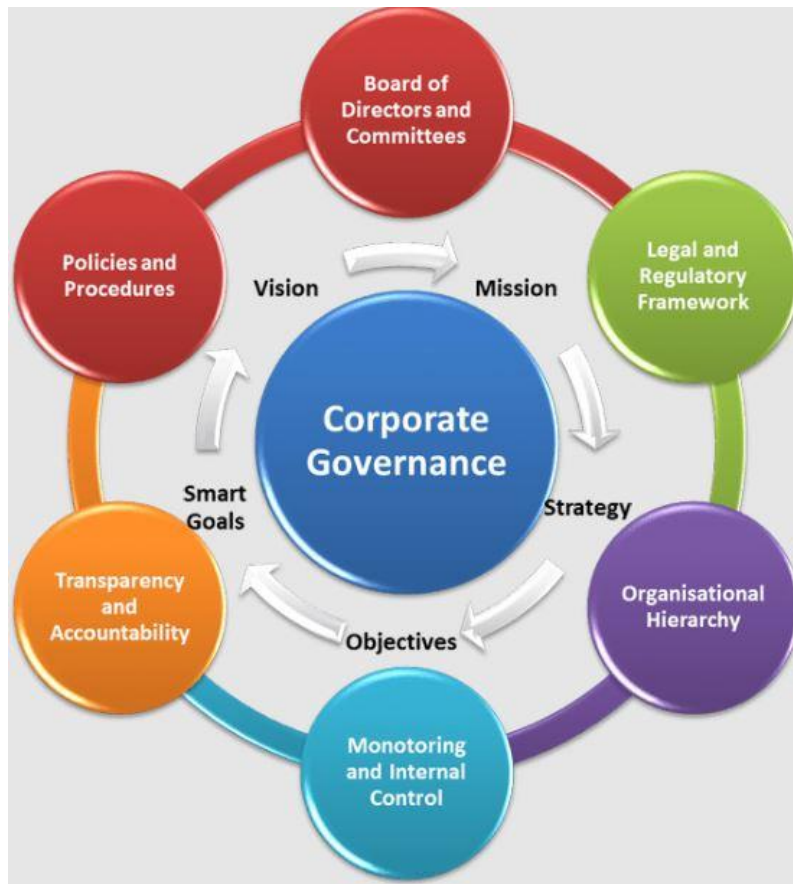 Board of
Directors and
Committees
Policies and
Procedures
Legal and
Regulatory
Framework
Vision
Mission
Corporate
Governance
Smart
Goals
Strategy
Transparency
and
Accountability
Organisational
Hierarchy
Objectives
Monotoring
and Internal
Control